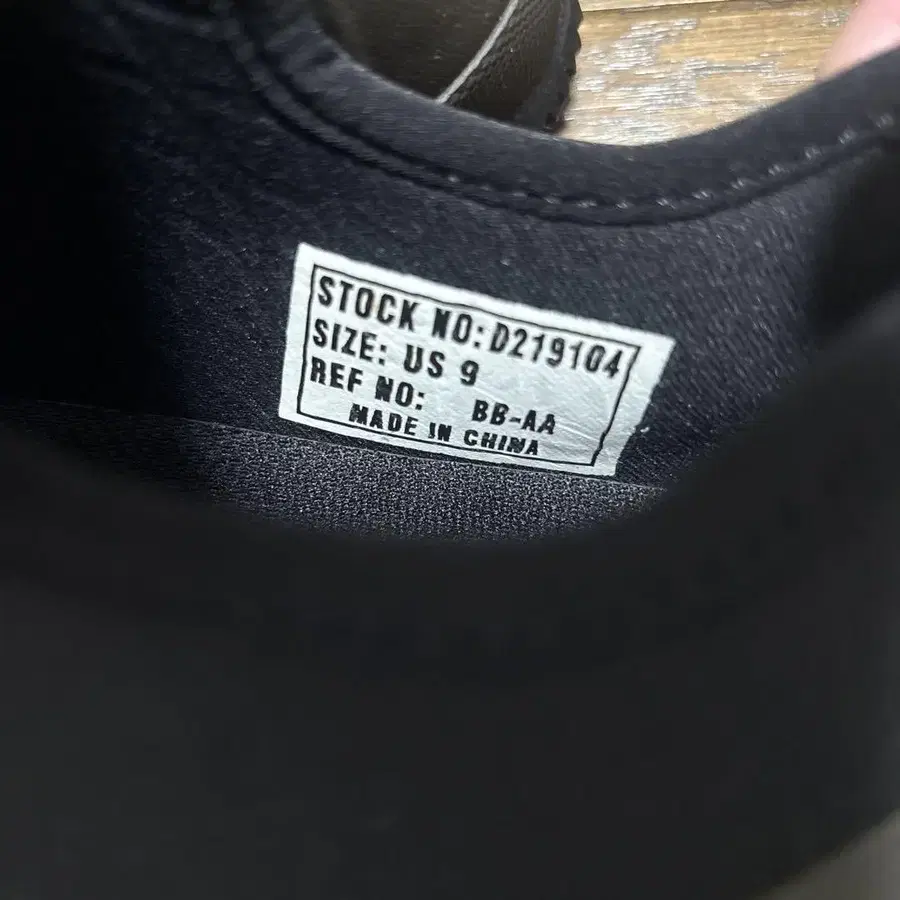 STOCK NO: D219104
SIZE: US 9
REF NO: BB-AA
MADE IN CHINA